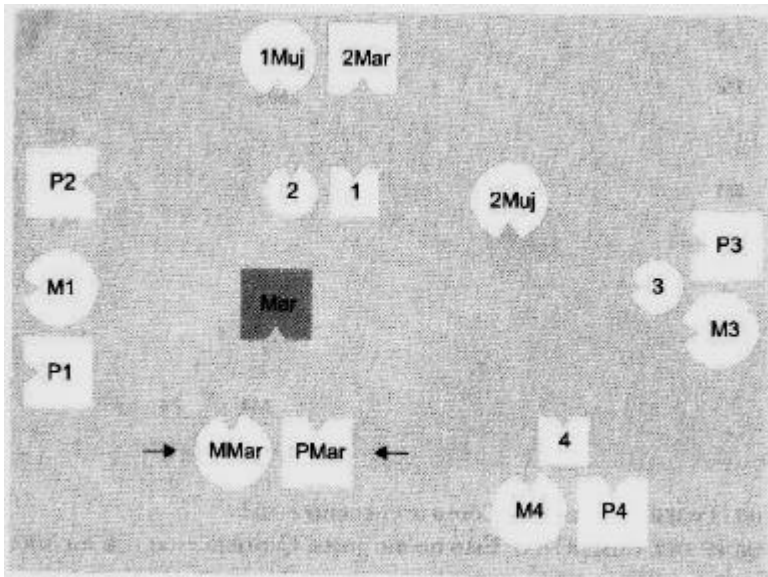 1Muj 2Mar
P2 2 1 2Muj
P3
M1 Mar 3
M3
P1
MMar PMar 4
M4 P4